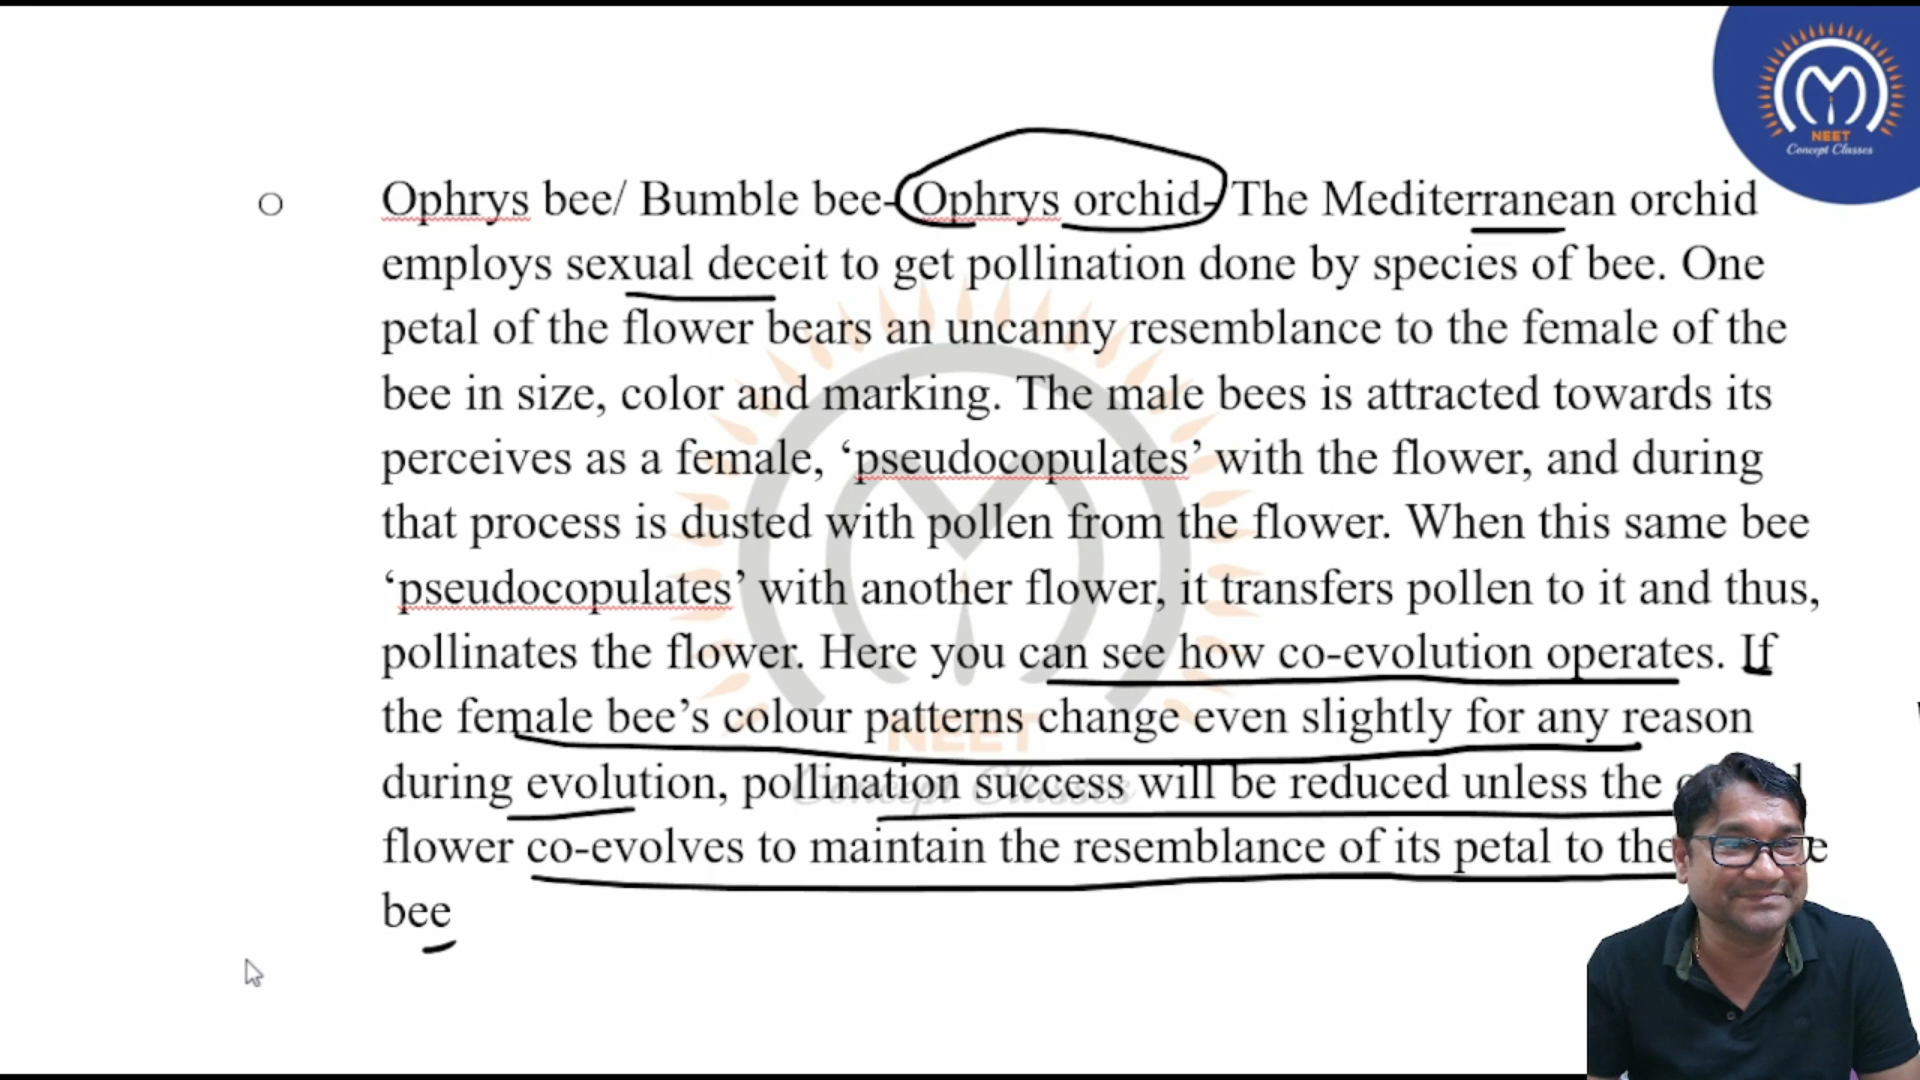 NEET
Concept Classes
Ophrys bee/ Bumble bee- Ophrys orchid- The Mediterranean orchid
employs sexual deceit to get pollination done by species of bee. One
petal of the flower bears an uncanny resemblance to the female of the
bee in size, color and marking. The male bees is attracted towards its
perceives as a female, ‘pseudocopulates’ with the flower, and during
that process is dusted with pollen from the flower. When this same bee
‘pseudocopulates’ with another flower, it transfers pollen to it and thus,
pollinates the flower. Here you can see how co-evolution operates. If
the female bee’s colour patterns change even slightly for any reason
during evolution, pollination success will be reduced unless the
flower co-evolves to maintain the resemblance of its petal to the
bee
NEET
Concept Classes